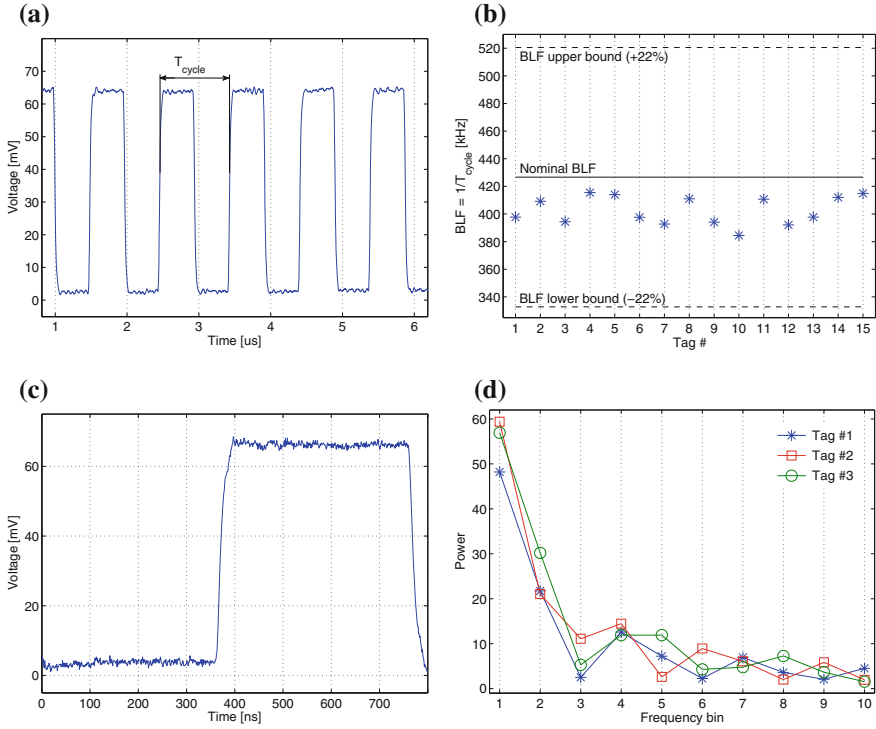 (a)
T_cycle
Voltage [mV]
70
60
50
40
30
20
10
0
1 2 3 4 5 6
Time [us]
(b)
BLF = 1/T_cycle [kHz]
520
500
480
460
440
420
400
380
360
340
BLF upper bound (+22%)
Nominal BLF
BLF lower bound (−22%)
1 2 3 4 5 6 7 8 9 10 11 12 13 14 15
Tag #
(c)
Voltage [mV]
60
40
20
0
0 100 200 300 400 500 600 700
Time [ns]
(d)
Power
60
50
40
30
20
10
0
Tag #1
Tag #2
Tag #3
1 2 3 4 5 6 7 8 9 10
Frequency bin